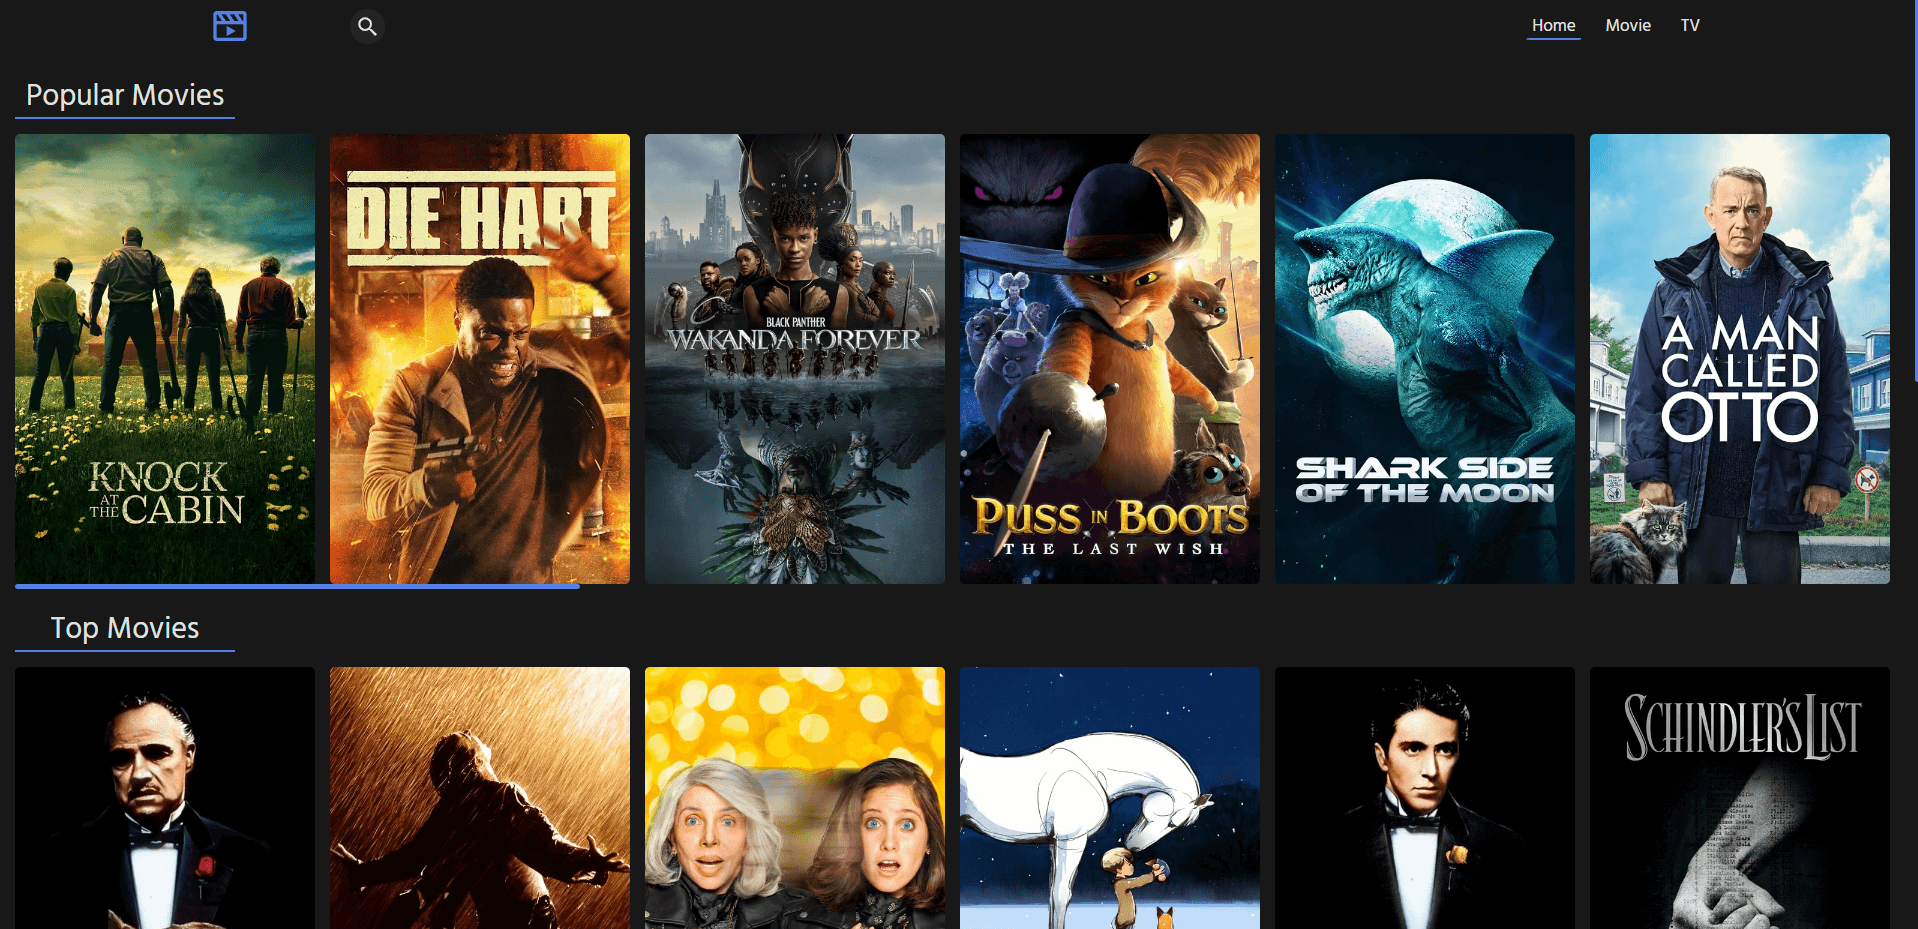 Home Movie TV
Popular Movies
KNOCK
AT
THE CABIN
DIE HART
BLACK PANTHER
WAKANDA FOREVER
PUSS IN BOOTS
THE LAST WISH
SHARK SIDE
OF THE MOON
A MAN
CALLED
OTTO
Top Movies
SCHINDLER'S LIST